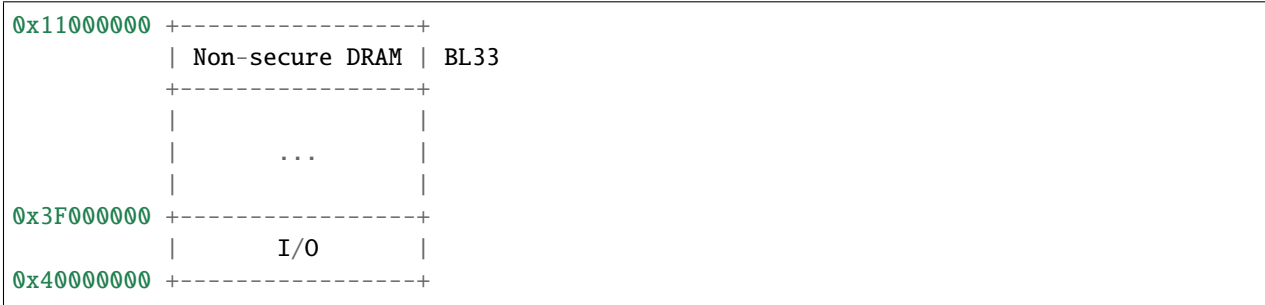 0x11000000 +-----------------+
           | Non-secure DRAM | BL33
           +-----------------+
           |                 |
           |       ...       |
           |                 |
0x3F000000 +-----------------+
           |       I/O       |
0x40000000 +-----------------+